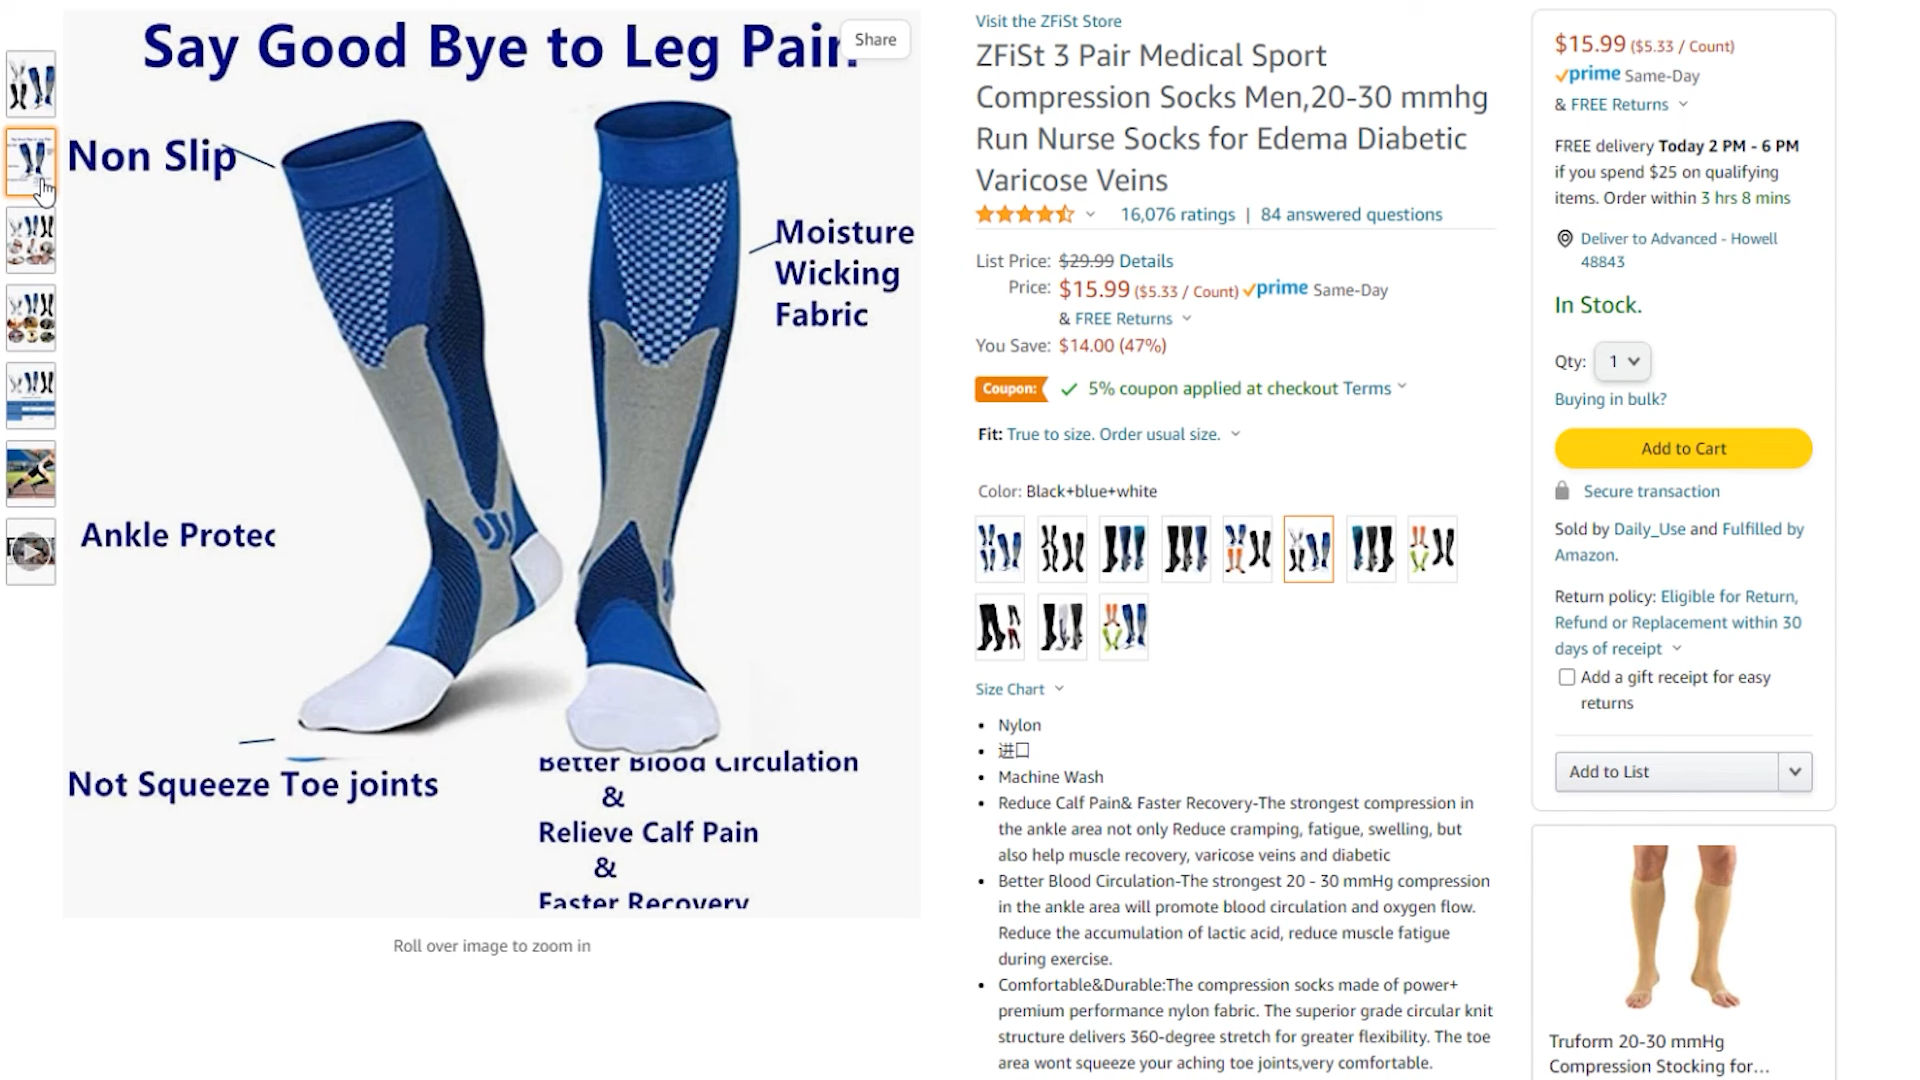 Say Good Bye to Leg Pain.
Share
Non Slip
Moisture
Wicking
Fabric
Ankle Protec
Not Squeeze Toe joints
Better Blood Circulation
&
Relieve Calf Pain
&
Faster Recovery
Roll over image to zoom in
Visit the ZFiSt Store
ZFiSt 3 Pair Medical Sport
Compression Socks Men,20-30 mmhg
Run Nurse Socks for Edema Diabetic
Varicose Veins
16,076 ratings | 84 answered questions
List Price: $29.99 Details
Price: $15.99 ($5.33 / Count) prime Same-Day
& FREE Returns
You Save: $14.00 (47%)
Coupon: 5% coupon applied at checkout Terms
Fit: True to size. Order usual size.
Color: Black+blue+white
Size Chart
• Nylon
• 进口
• Machine Wash
• Reduce Calf Pain& Faster Recovery-The strongest compression in
the ankle area not only Reduce cramping, fatigue, swelling, but
also help muscle recovery, varicose veins and diabetic
• Better Blood Circulation-The strongest 20 - 30 mmHg compression
in the ankle area will promote blood circulation and oxygen flow.
Reduce the accumulation of lactic acid, reduce muscle fatigue
during exercise.
• Comfortable&Durable:The compression socks made of power+
premium performance nylon fabric. The superior grade circular knit
structure delivers 360-degree stretch for greater flexibility. The toe
area wont squeeze your aching toe joints,very comfortable.
$15.99 ($5.33 / Count)
prime Same-Day
& FREE Returns
FREE delivery Today 2 PM - 6 PM
if you spend $25 on qualifying
items. Order within 3 hrs 8 mins
Deliver to Advanced - Howell
48843
In Stock.
Qty: 1
Buying in bulk?
Add to Cart
Secure transaction
Sold by Daily_Use and Fulfilled by
Amazon.
Return policy: Eligible for Return,
Refund or Replacement within 30
days of receipt
Add a gift receipt for easy
returns
Add to List
Truform 20-30 mmHg
Compression Stocking for...